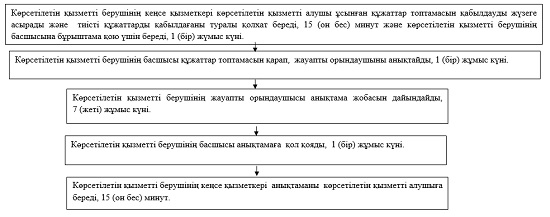 Көрсетілетін қызметті берушінің кеңсе қызметкері көрсетілетін қызметті алушы ұсынған құжаттар топтамасын қабылдауды жүзеге
асырады және тиісті құжаттарды қабылдағаны туралы қолхат береді, 15 (он бес) минут және көрсетілетін қызметті берушінің
басшысына бұрыштама қою үшін береді, 1 (бір) жұмыс күні.
Көрсетілетін қызметті берушінің басшысы құжаттар топтамасын қарап, жауапты орындаушыны анықтайды, 1 (бір) жұмыс күні.
Көрсетілетін қызметті берушінің жауапты орындаушысы анықтама жобасын дайындайды,
7 (жеті) жұмыс күні.
Көрсетілетін қызметті берушінің басшысы анықтамаға қол қояды, 1 (бір) жұмыс күні.
Көрсетілетін қызметті берушінің кеңсе қызметкері анықтаманы көрсетілетін қызметті алушыға
береді, 15 (он бес) минут.